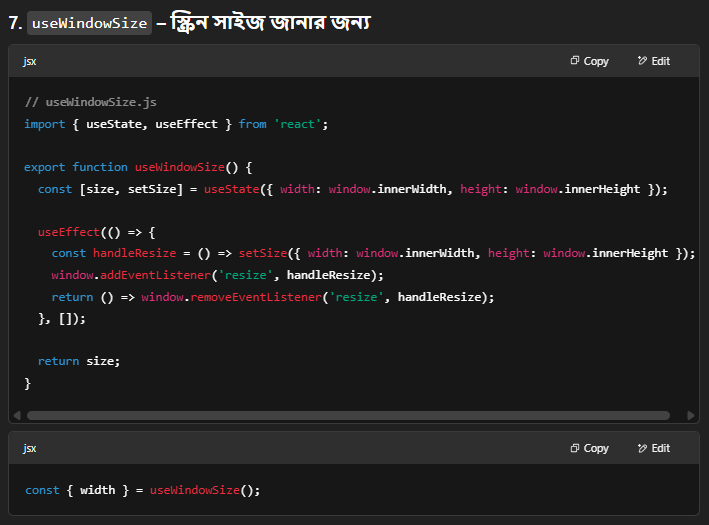 7. useWindowSize – স্ক্রিন সাইজ জানার জন্য
jsx
Copy
Edit
// useWindowSize.js
import { useState, useEffect } from 'react';
export function useWindowSize() {
const [size, setSize] = useState({ width: window.innerWidth, height: window.innerHeight });
useEffect(() => {
const handleResize = () => setSize({ width: window.innerWidth, height: window.innerHeight });
window.addEventListener('resize', handleResize);
return () => window.removeEventListener('resize', handleResize);
}, []);
return size;
}
jsx
Copy
Edit
const { width } = useWindowSize();